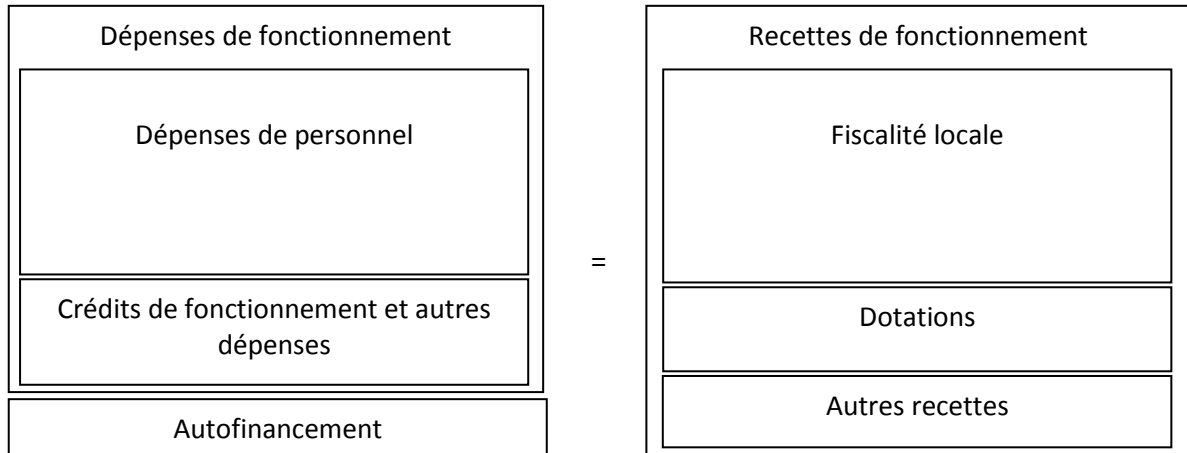 Dépenses de fonctionnement
Dépenses de personnel
Crédits de fonctionnement et autres
dépenses
Autofinancement
=
Recettes de fonctionnement
Fiscalité locale
Dotations
Autres recettes